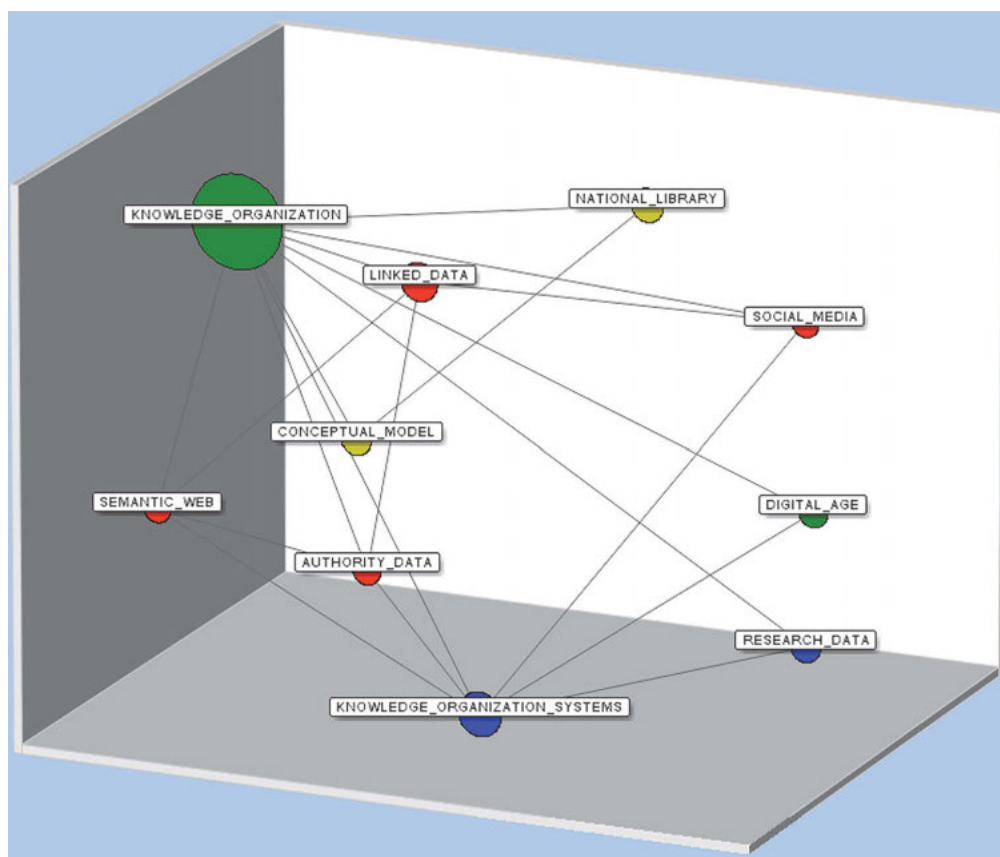 NATIONAL_LIBRARY
KNOWLEDGE_ORGANIZATION
LINKED_DATA
SOCIAL_MEDIA
CONCEPTUAL_MODEL
SEMANTIC_WEB
DIGITAL_AGE
AUTHORITY_DATA
RESEARCH_DATA
KNOWLEDGE_ORGANIZATION_SYSTEMS